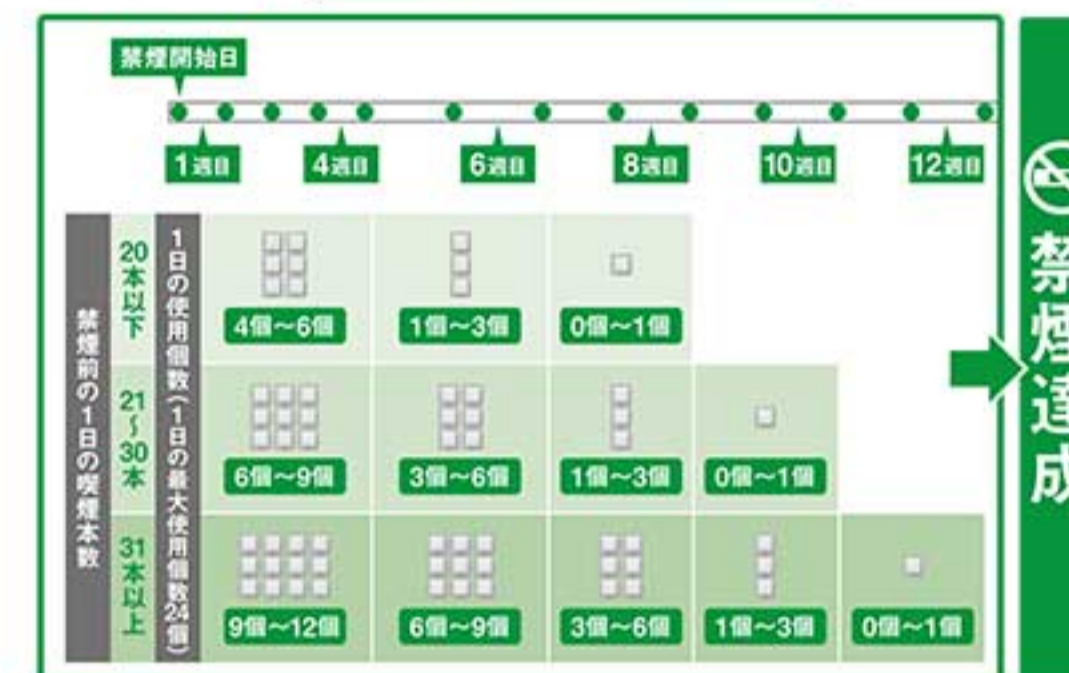 禁煙開始日
1週目
4週目
6週目
8週目
10週目
12週目
禁煙前の1日の喫煙本数
1日の使用個数(1日の最大使用個数24個)
20本以下
4個~6個
1個~3個
0個~1個
21~30本
6個~9個
3個~6個
1個~3個
0個~1個
31本以上
9個~12個
6個~9個
3個~6個
1個~3個
0個~1個
禁煙達成